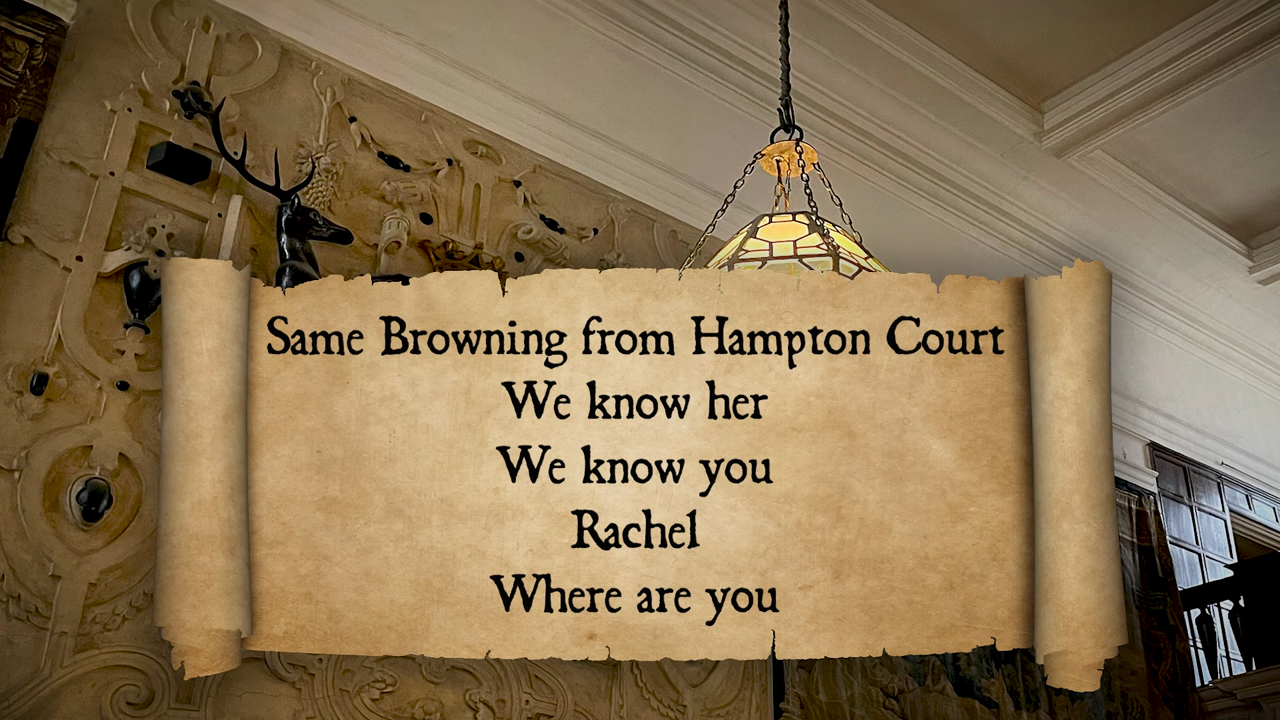 Same Browning from Hampton Court
We know her
We know you
Rachel
Where are you